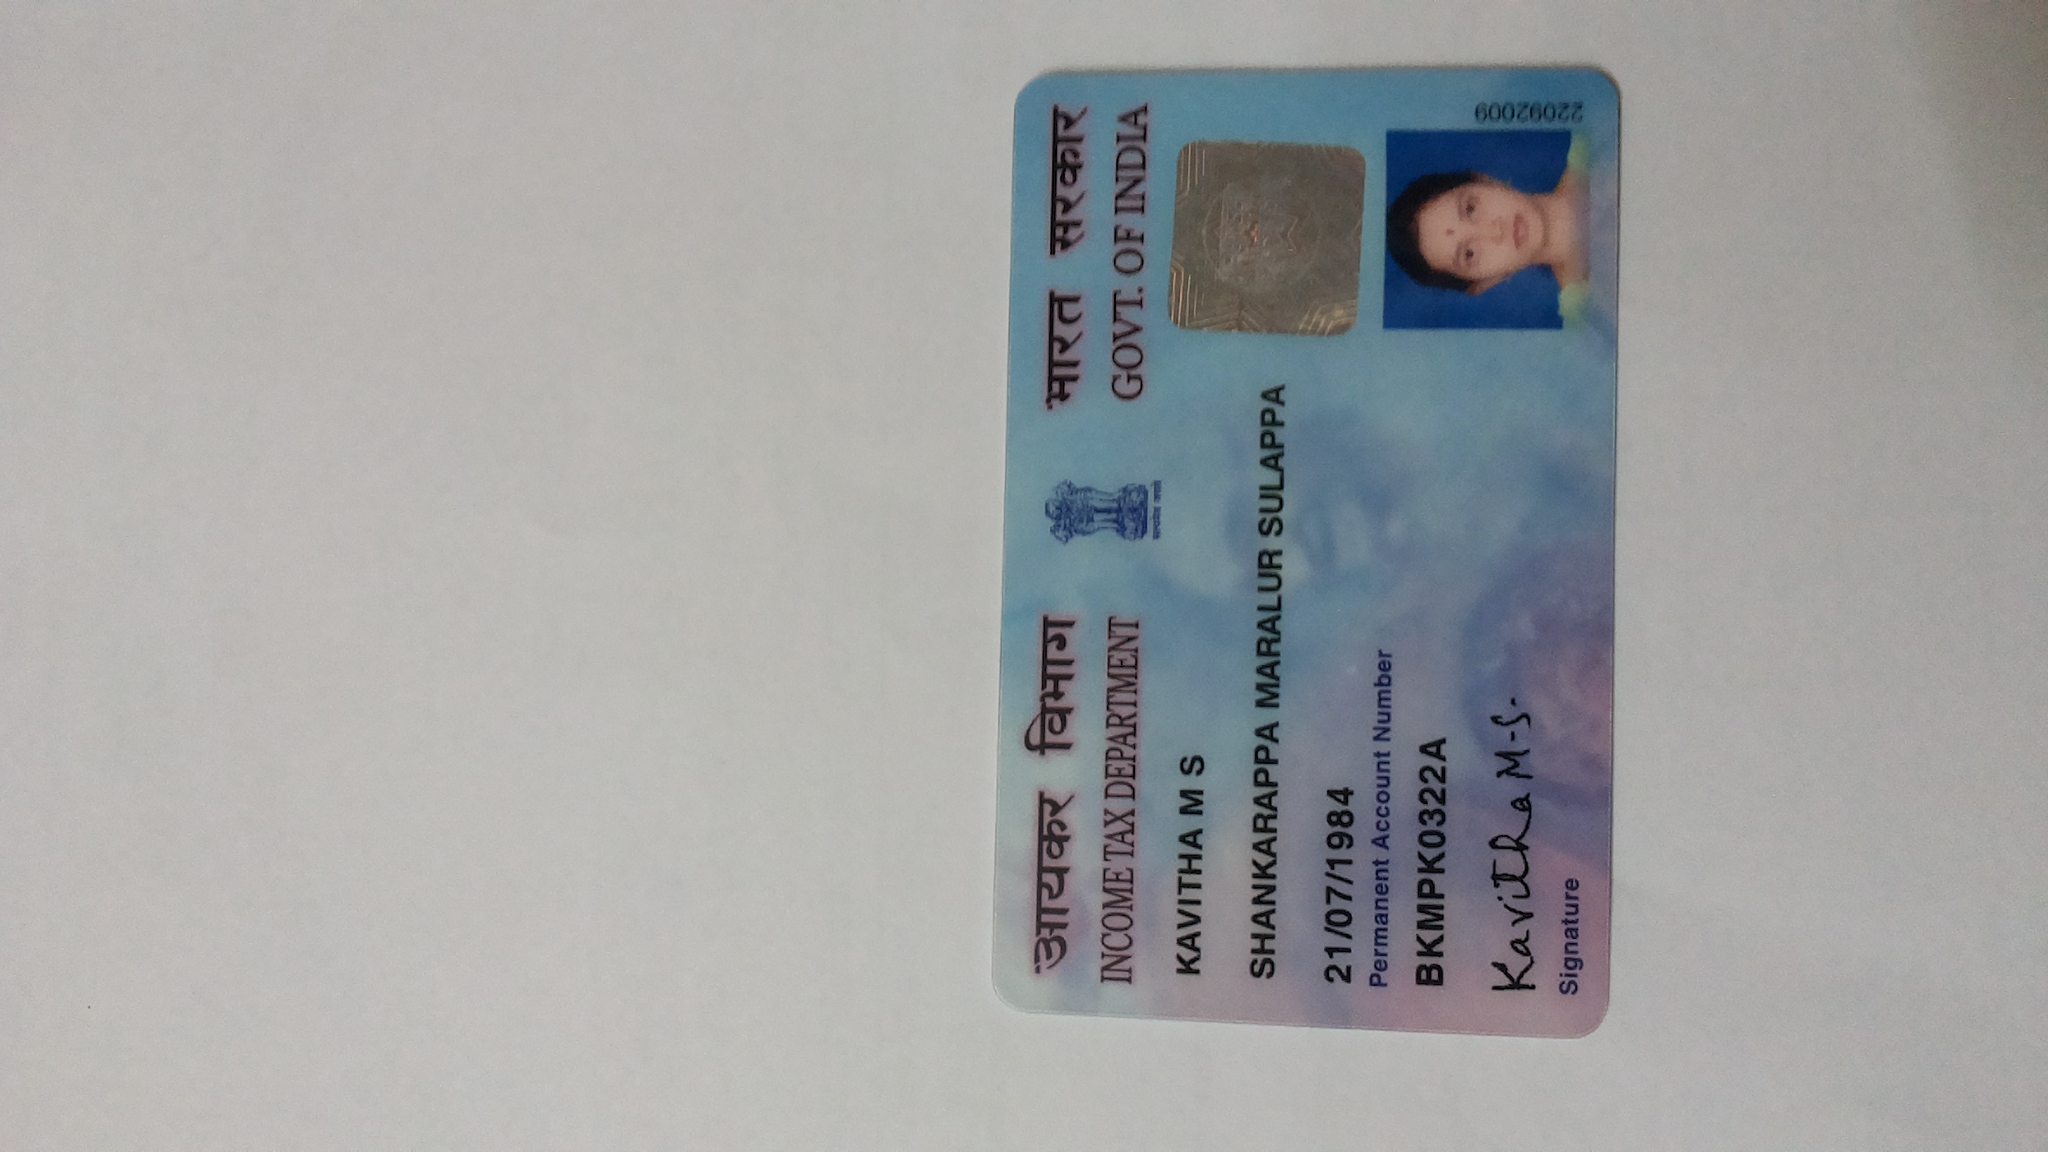 आयकर विभाग
INCOME TAX DEPARTMENT
भारत सरकार
GOVT. OF INDIA
सत्यमेव जयते
KAVITHA M S
SHANKARAPPA MARALUR SULAPPA
21/07/1984
Permanent Account Number
BKMPK0322A
Kavitha M-S.
Signature
22092009